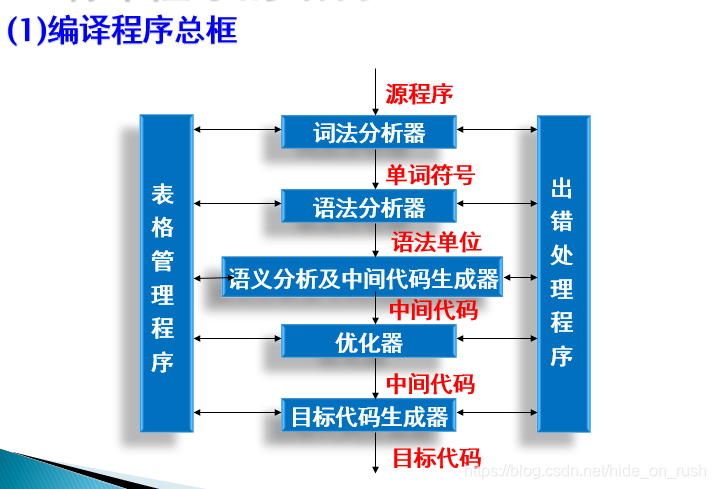 (1)编译程序总框
源程序
词法分析器
单词符号
语法分析器
语法单位
语义分析及中间代码生成器
中间代码
优化器
中间代码
目标代码生成器
目标代码
表格管理程序
出错处理程序
https://blog.csdn.net/hide_on_rush